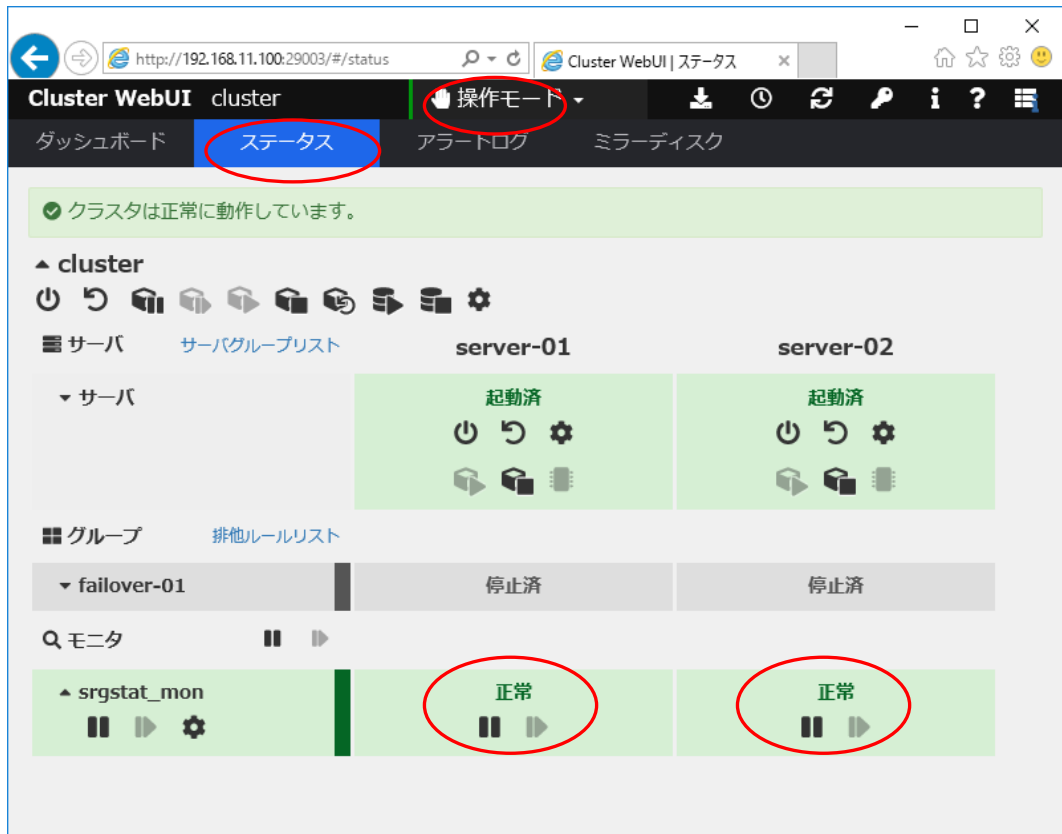 http://192.168.11.100:29003/#/status
Cluster WebUI | ステータス
Cluster WebUI cluster 操作モード
ダッシュボード ステータス アラートログ ミラーディスク
クラスタは正常に動作しています。
cluster
サーバ サーバグループリスト server-01 server-02
サーバ 起動済 起動済
グループ 排他ルールリスト
failover-01 停止済 停止済
モニタ
srgstat_mon 正常 正常